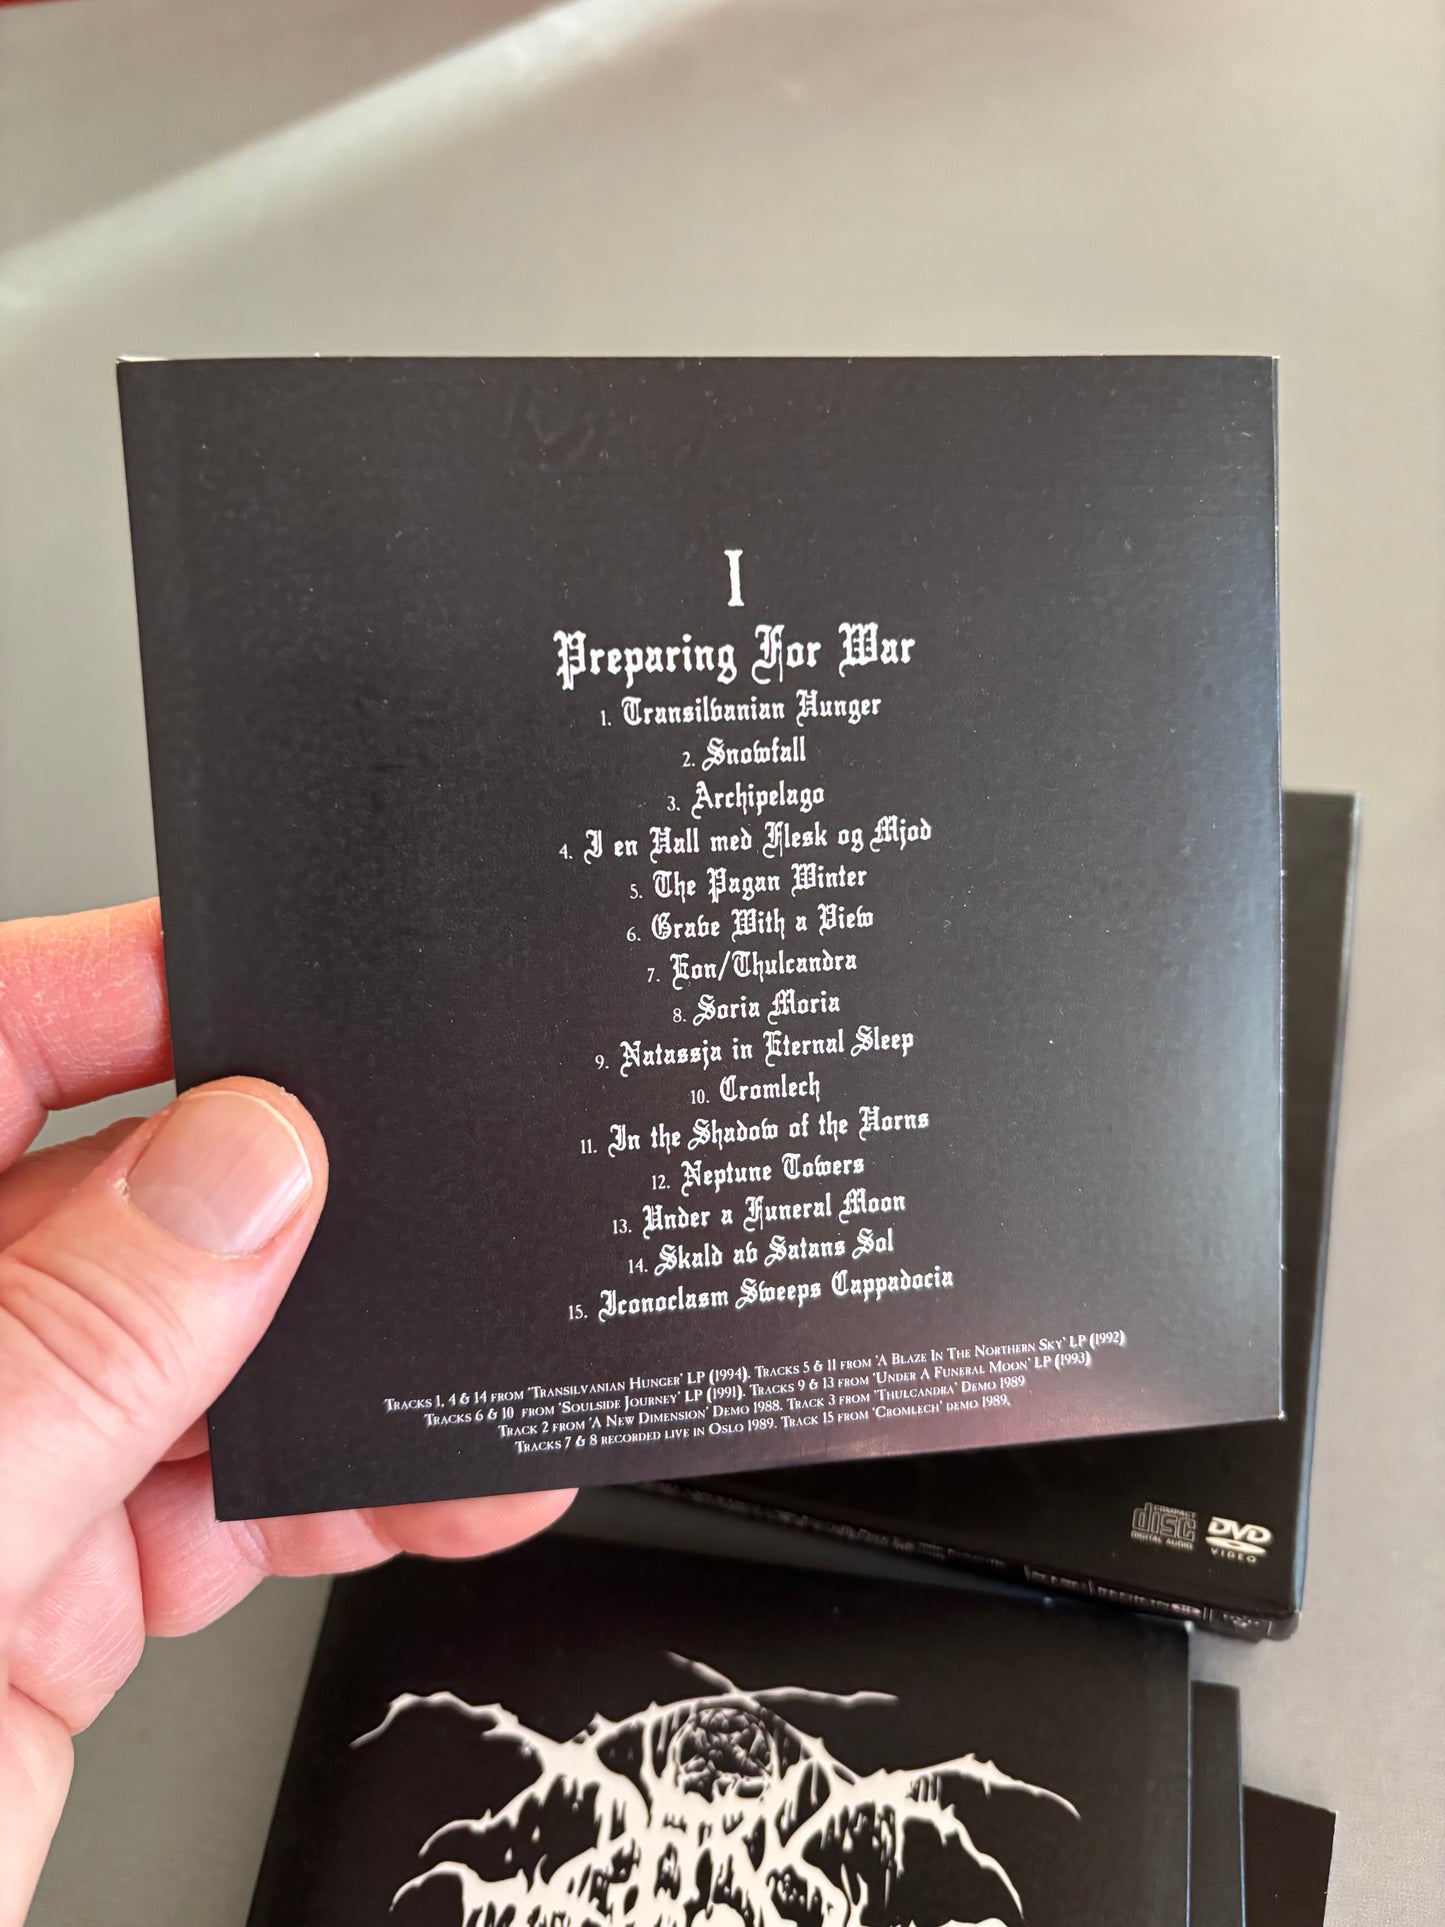 I
Preparing For War
1. Transilvanian Hunger
2. Snowfall
3. Archipelago
4. I en Hall med Flesk og Mjod
5. The Pagan Winter
6. Grave With a View
7. Eon/Thulcandra
8. Soria Moria
9. Natassja in Eternal Sleep
10. Cromlech
11. In the Shadow of the Horns
12. Neptune Towers
13. Under a Funeral Moon
14. Skald av Satans Sol
15. Iconoclasm Sweeps Cappadocia
Tracks 1, 4 & 14 from 'Transilvanian Hunger' LP (1994). Tracks 5 & 11 from 'A Blaze In The Northern Sky' LP (1992)
Tracks 6 & 10 from 'Soulside Journey' LP (1991). Tracks 9 & 13 from 'Under A Funeral Moon' LP (1993)
Track 2 from 'A New Dimension' Demo 1988. Track 3 from 'Thulcandra' Demo 1989
Tracks 7 & 8 recorded live in Oslo 1989. Track 15 from 'Cromlech' demo 1989.
COMPACT
disc
DIGITAL AUDIO
DVD
VIDEO